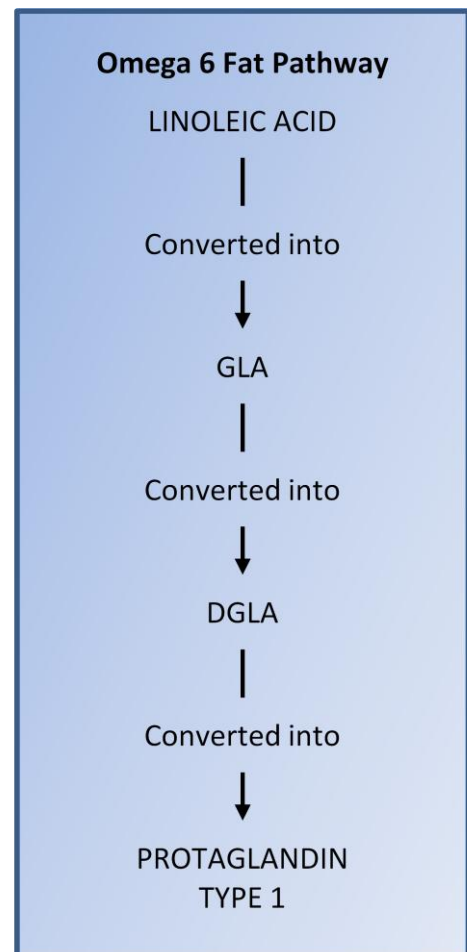 Omega 6 Fat Pathway
LINOLEIC ACID
Converted into
GLA
Converted into
DGLA
Converted into
PROTAGLANDIN
TYPE 1